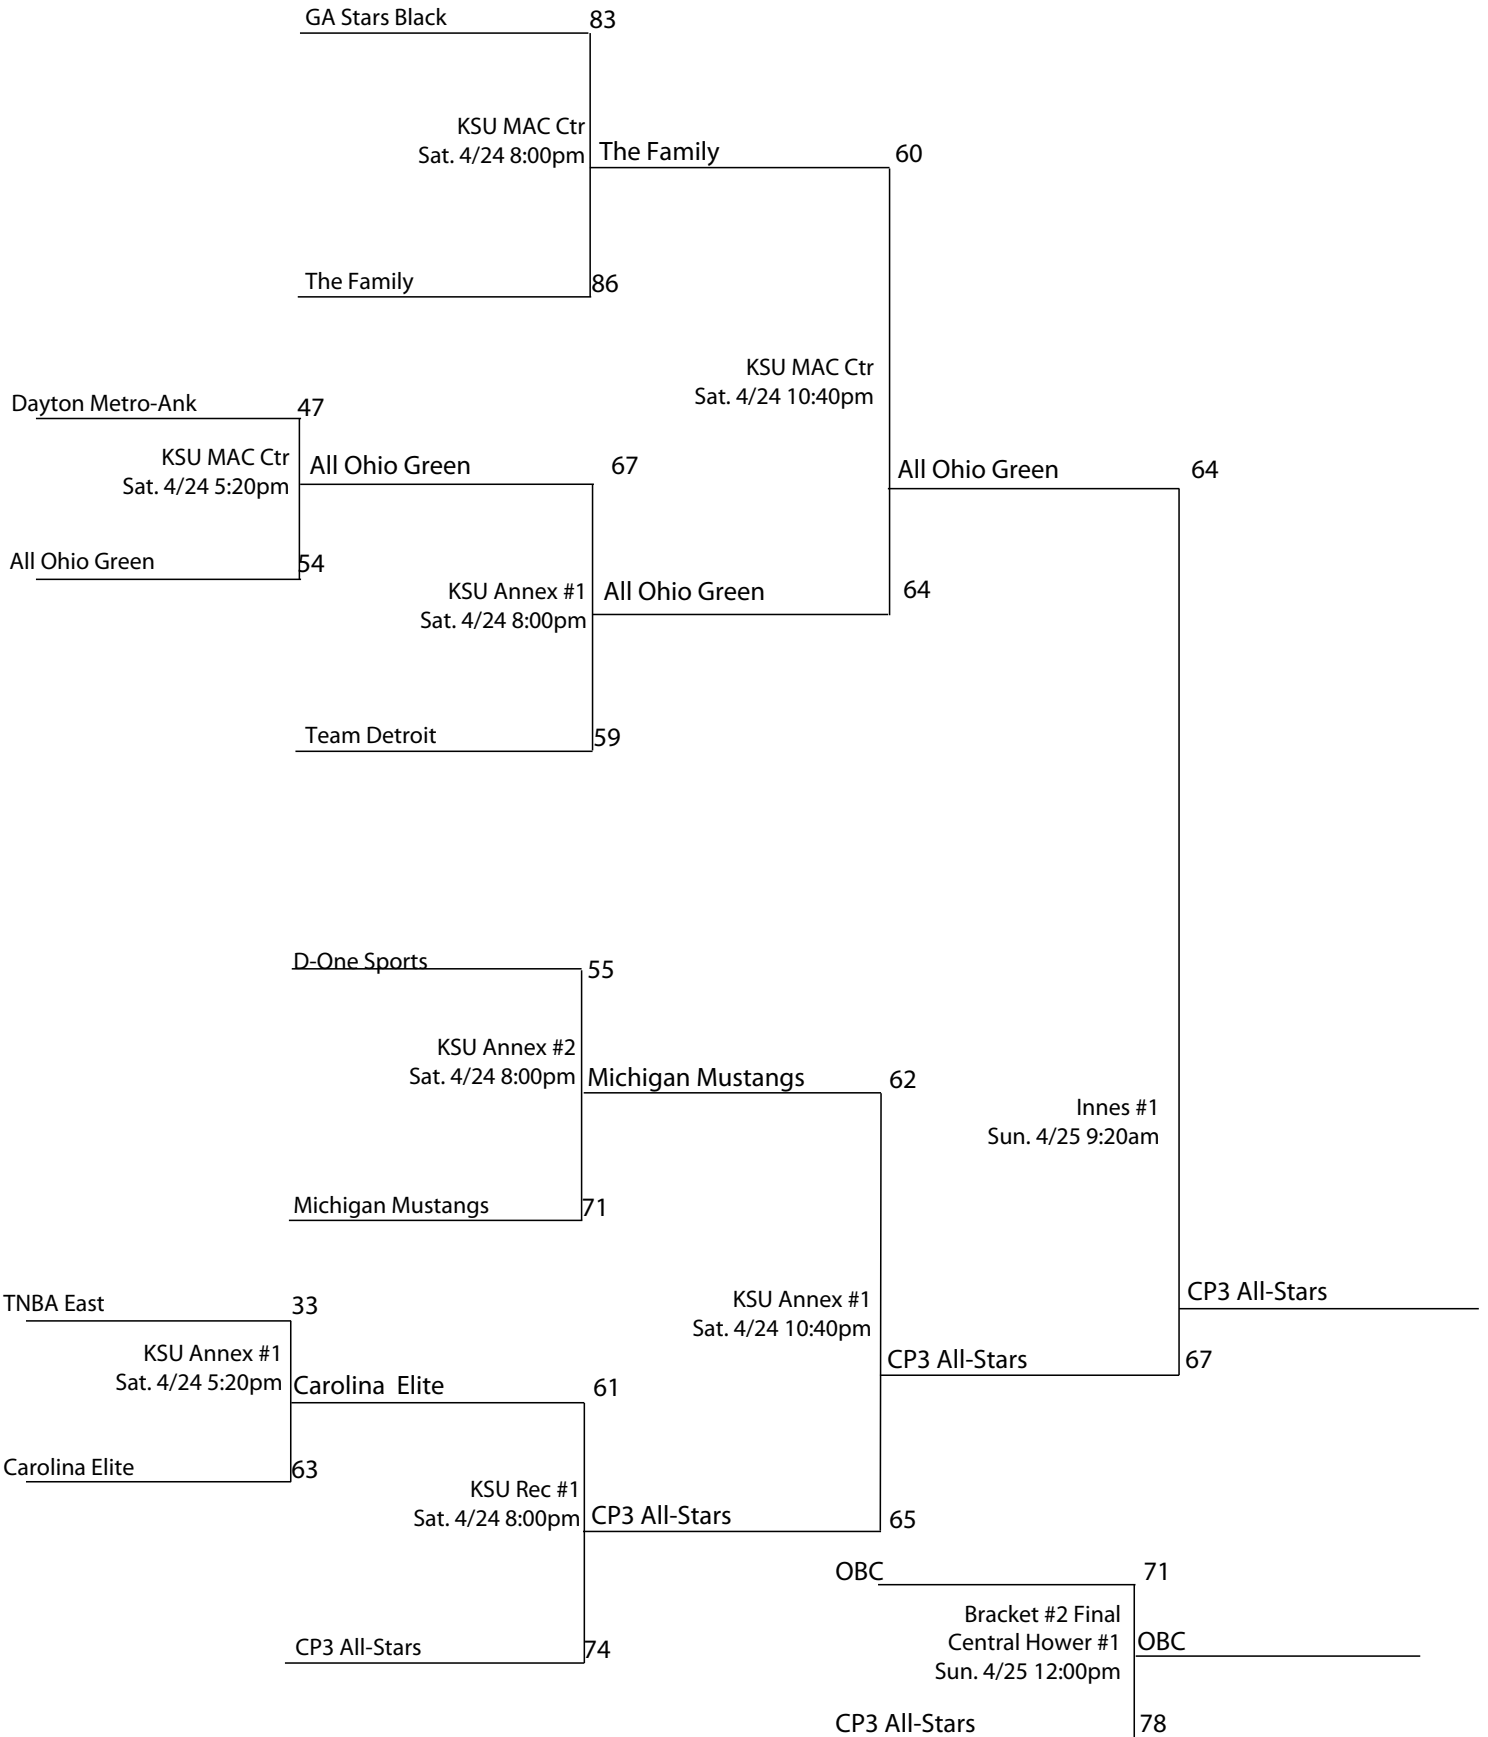 GA Stars Black
83
KSU MAC Ctr
Sat. 4/24 8:00pm
The Family
60
The Family
86
KSU MAC Ctr
Sat. 4/24 10:40pm
Dayton Metro-Ank
47
KSU MAC Ctr
Sat. 4/24 5:20pm
All Ohio Green
67
All Ohio Green
64
All Ohio Green
54
KSU Annex #1
Sat. 4/24 8:00pm
All Ohio Green
64
Team Detroit
59
D-One Sports
55
KSU Annex #2
Sat. 4/24 8:00pm
Michigan Mustangs
62
Innes #1
Sun. 4/25 9:20am
Michigan Mustangs
71
TNBA East
33
KSU Annex #1
Sat. 4/24 10:40pm
CP3 All-Stars
KSU Annex #1
Sat. 4/24 5:20pm
Carolina  Elite
61
CP3 All-Stars
67
Carolina Elite
63
KSU Rec #1
Sat. 4/24 8:00pm
CP3 All-Stars
65
OBC
71
Bracket #2 Final
Central Hower #1
Sun. 4/25 12:00pm
OBC
CP3 All-Stars
74
CP3 All-Stars
78